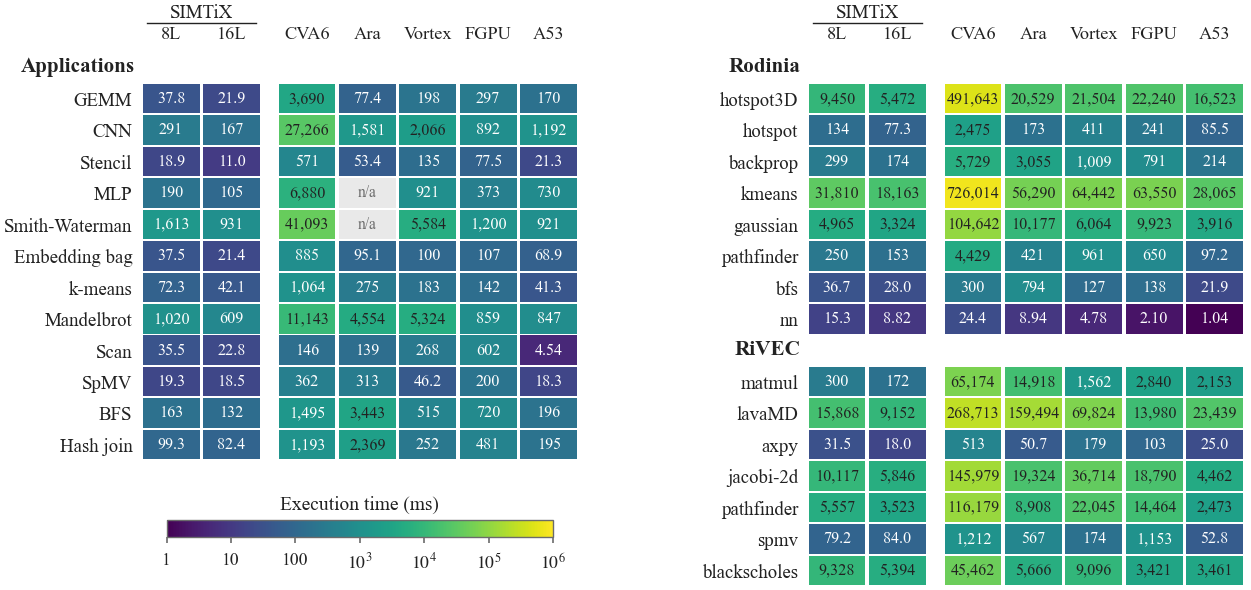 SIMTiX
8L 16L CVA6 Ara Vortex FGPU A53
Applications
GEMM 37.8 21.9 3,690 77.4 198 297 170
CNN 291 167 27,266 1,581 2,066 892 1,192
Stencil 18.9 11.0 571 53.4 135 77.5 21.3
MLP 190 105 6,880 n/a 921 373 730
Smith-Waterman 1,613 931 41,093 n/a 5,584 1,200 921
Embedding bag 37.5 21.4 885 95.1 100 107 68.9
k-means 72.3 42.1 1,064 275 183 142 41.3
Mandelbrot 1,020 609 11,143 4,554 5,324 859 847
Scan 35.5 22.8 146 139 268 602 4.54
SpMV 19.3 18.5 362 313 46.2 200 18.3
BFS 163 132 1,495 3,443 515 720 196
Hash join 99.3 82.4 1,193 2,369 252 481 195
Execution time (ms)
1 10 100 10³ 10⁴ 10⁵ 10⁶
SIMTiX
8L 16L CVA6 Ara Vortex FGPU A53
Rodinia
hotspot3D 9,450 5,472 491,643 20,529 21,504 22,240 16,523
hotspot 134 77.3 2,475 173 411 241 85.5
backprop 299 174 5,729 3,055 1,009 791 214
kmeans 31,810 18,163 726,014 56,290 64,442 63,550 28,065
gaussian 4,965 3,324 104,642 10,177 6,064 9,923 3,916
pathfinder 250 153 4,429 421 961 650 97.2
bfs 36.7 28.0 300 794 127 138 21.9
nn 15.3 8.82 24.4 8.94 4.78 2.10 1.04
RiVEC
matmul 300 172 65,174 14,918 1,562 2,840 2,153
lavaMD 15,868 9,152 268,713 159,494 69,824 13,980 23,439
axpy 31.5 18.0 513 50.7 179 103 25.0
jacobi-2d 10,117 5,846 145,979 19,324 36,714 18,790 4,462
pathfinder 5,557 3,523 116,179 8,908 22,045 14,464 2,473
spmv 79.2 84.0 1,212 567 174 1,153 52.8
blackscholes 9,328 5,394 45,462 5,666 9,096 3,421 3,461